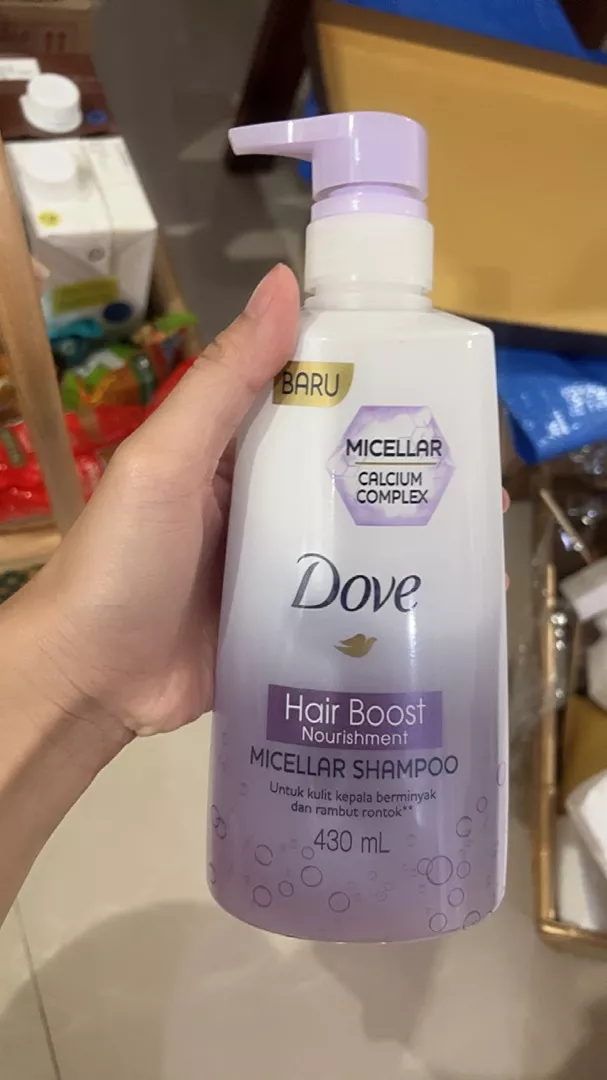 BARU
MICELLAR
CALCIUM
COMPLEX
Dove
Hair Boost
Nourishment
MICELLAR SHAMPOO
Untuk kulit kepala berminyak
dan rambut rontok**
430 mL